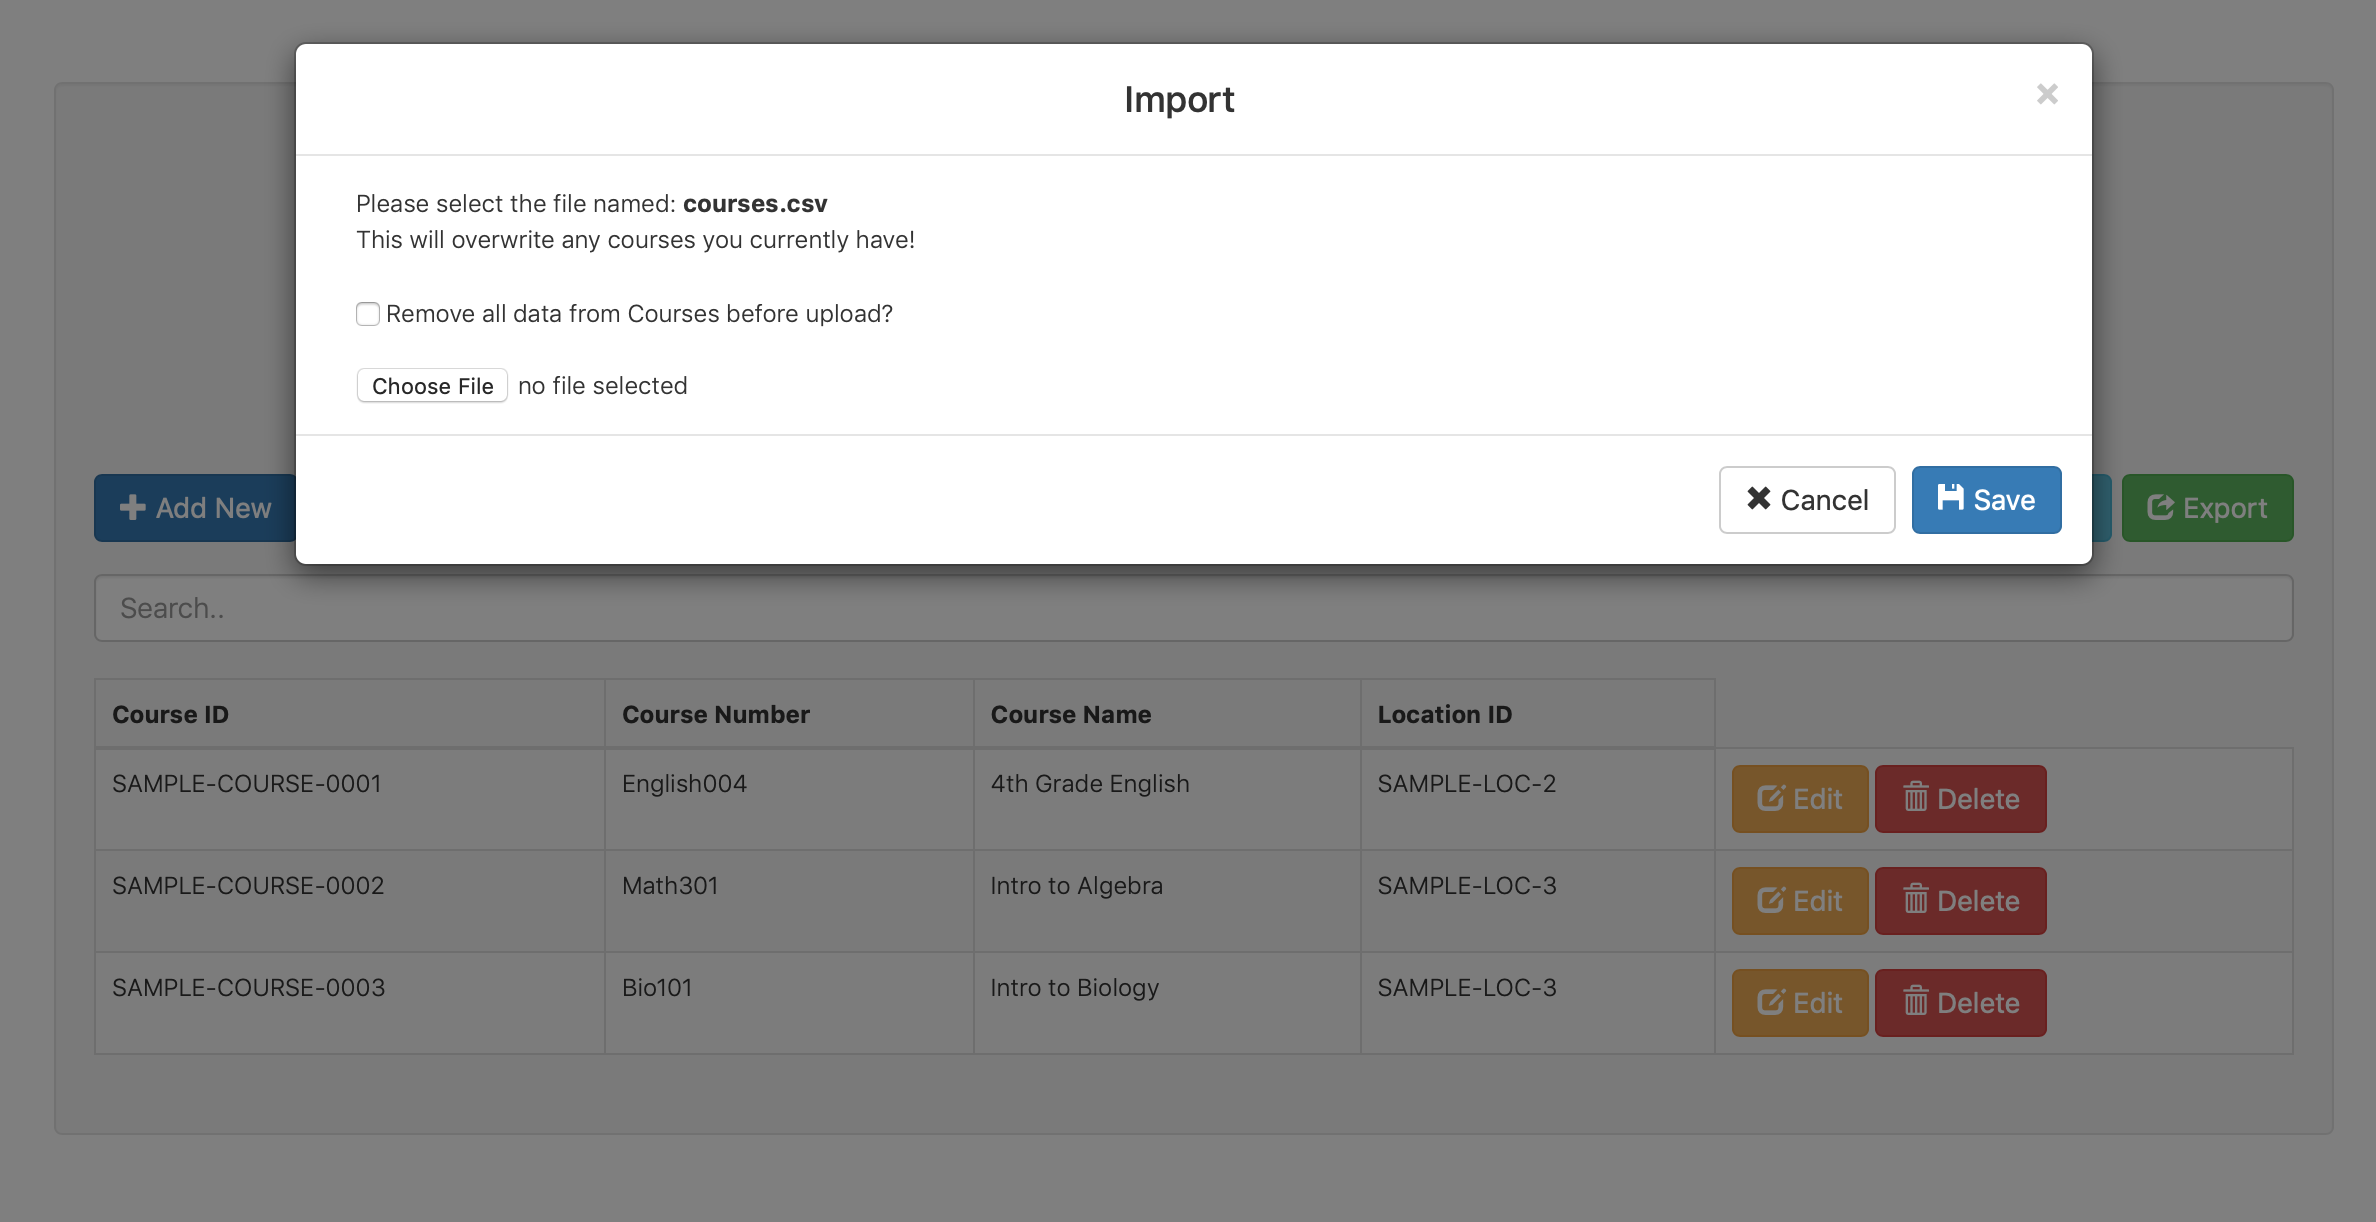 Import
Please select the file named: courses.csv
This will overwrite any courses you currently have!
Remove all data from Courses before upload?
Choose File no file selected
Cancel Save
Add New Export
Search..
Course ID Course Number Course Name Location ID
SAMPLE-COURSE-0001 English004 4th Grade English SAMPLE-LOC-2 Edit Delete
SAMPLE-COURSE-0002 Math301 Intro to Algebra SAMPLE-LOC-3 Edit Delete
SAMPLE-COURSE-0003 Bio101 Intro to Biology SAMPLE-LOC-3 Edit Delete